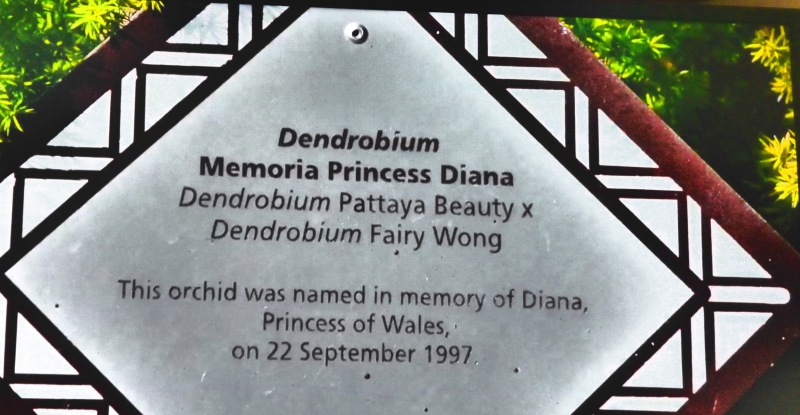 Dendrobium
Memoria Princess Diana
Dendrobium Pattaya Beauty x
Dendrobium Fairy Wong
This orchid was named in memory of Diana,
Princess of Wales,
on 22 September 1997.